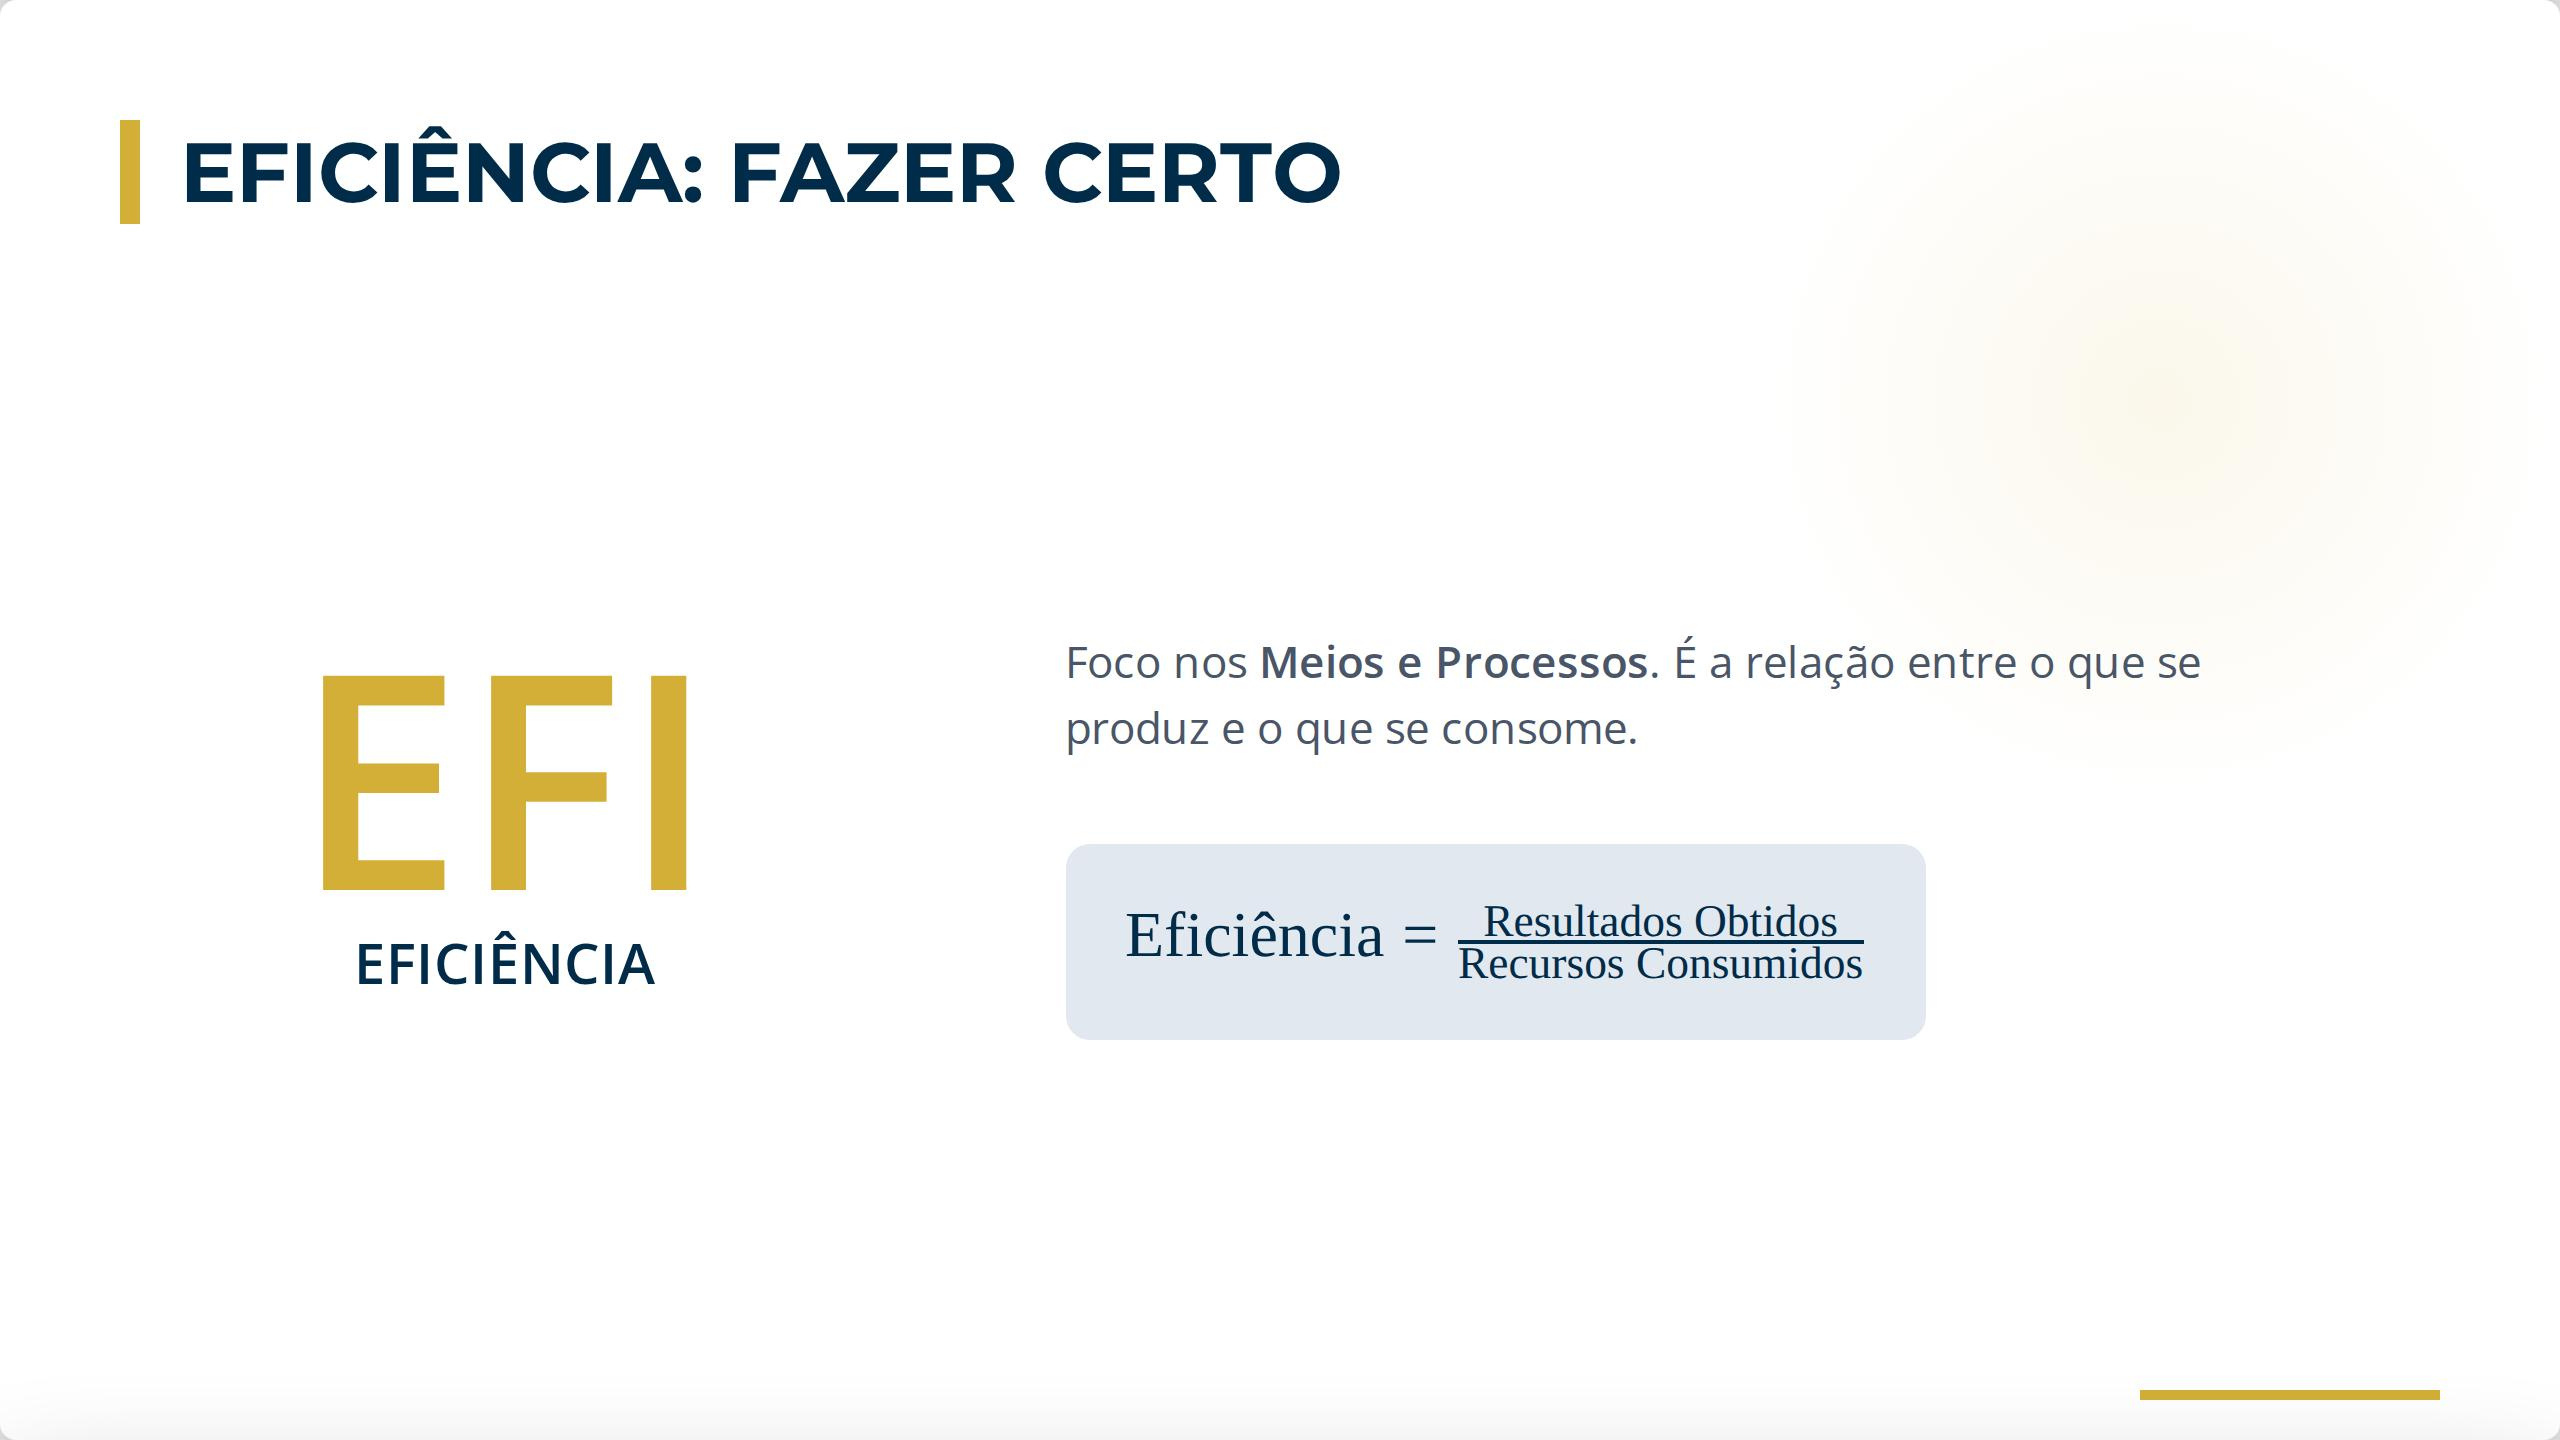 EFICIÊNCIA: FAZER CERTO
EFI
EFICIÊNCIA
Foco nos Meios e Processos. É a relação entre o que se
produz e o que se consome.
Eficiência = Resultados Obtidos
Recursos Consumidos